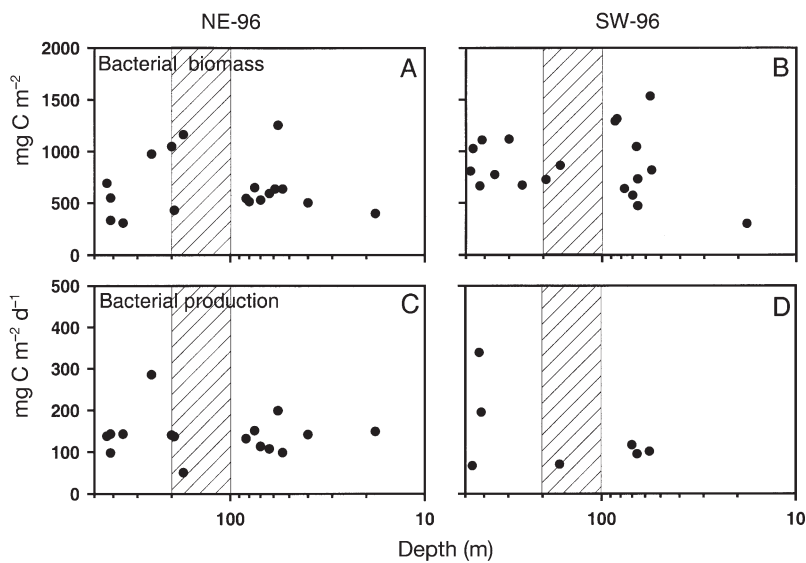 NE-96 SW-96
2000 Bacterial biomass A B
1500
1000
500
0
mg C m⁻²
500 Bacterial production C D
400
300
200
100
0
mg C m⁻² d⁻¹
100 10 100 10
Depth (m)